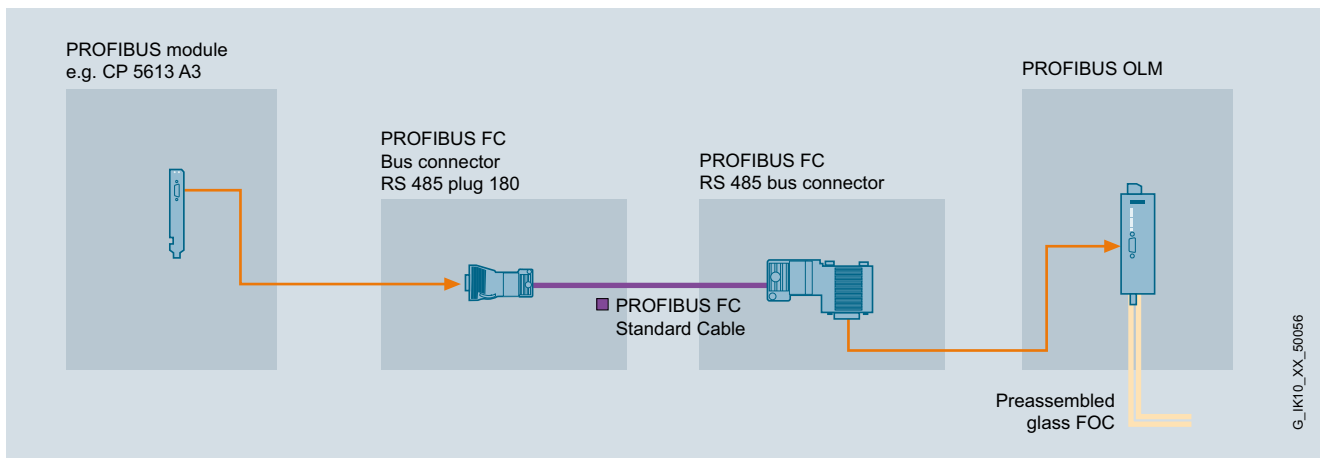 PROFIBUS module
e.g. CP 5613 A3
PROFIBUS FC
Bus connector
RS 485 plug 180
PROFIBUS FC
RS 485 bus connector
PROFIBUS OLM
PROFIBUS FC
Standard Cable
Preassembled
glass FOC
G_IK10_XX_50056